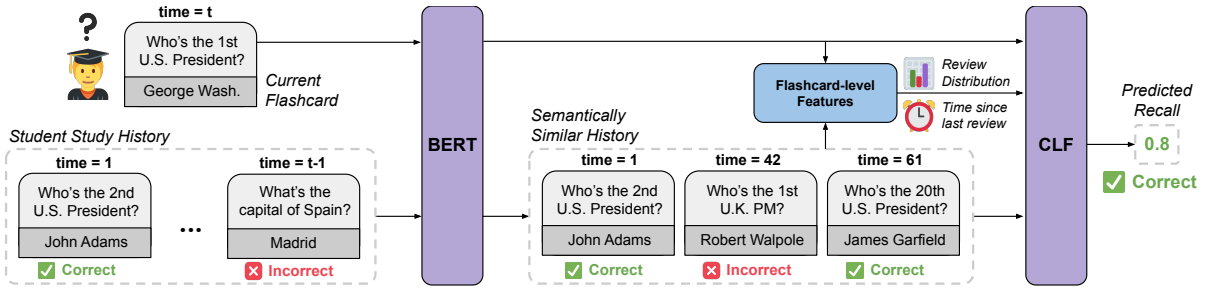 time = t
Who's the 1st
U.S. President?
George Wash.
Current
Flashcard
Student Study History
time = 1
Who's the 2nd
U.S. President?
John Adams
Correct
...
time = t-1
What's the
capital of Spain?
Madrid
Incorrect
BERT
Semantically
Similar History
time = 1
Who's the 2nd
U.S. President?
John Adams
Correct
time = 42
Who's the 1st
U.K. PM?
Robert Walpole
Incorrect
time = 61
Who's the 20th
U.S. President?
James Garfield
Correct
Flashcard-level
Features
Review
Distribution
Time since
last review
CLF
Predicted
Recall
0.8
Correct